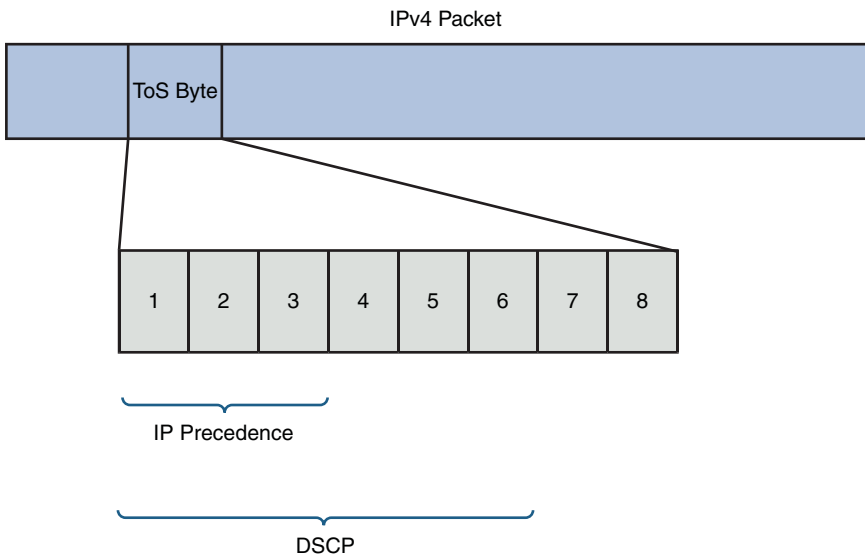 IPv4 Packet
ToS Byte
1 2 3 4 5 6 7 8
IP Precedence
DSCP